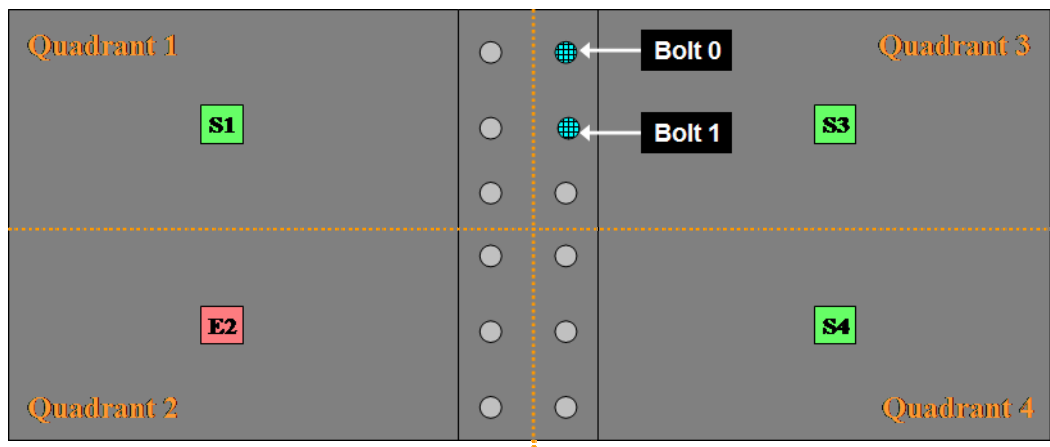 Quadrant 1
Bolt 0
Quadrant 3
S1
Bolt 1
S3
E2
S4
Quadrant 2
Quadrant 4